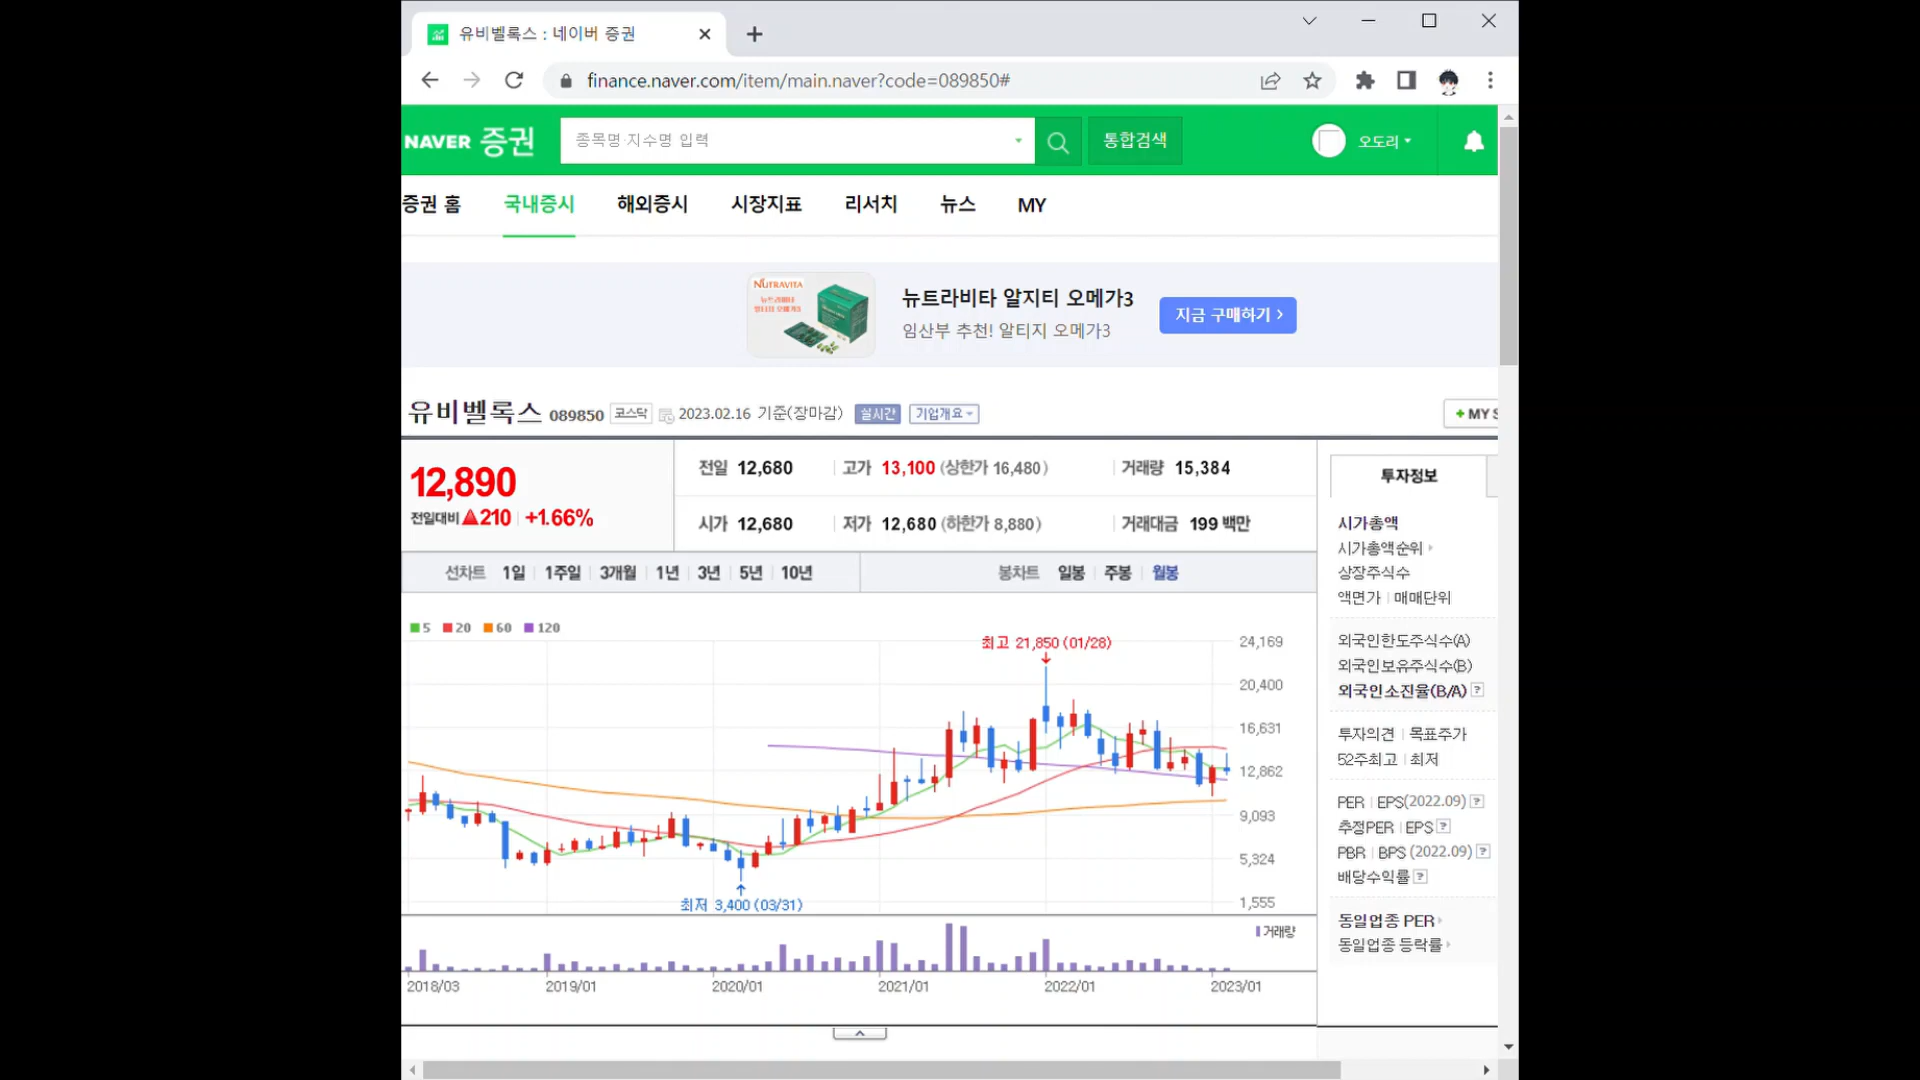 유비벨록스 : 네이버 증권
finance.naver.com/item/main.naver?code=089850#
NAVER 증권
종목명·지수명 입력
통합검색
오도리
증권 홈 국내증시 해외증시 시장지표 리서치 뉴스 MY
NUTRAVITA
뉴트라비타
알티지 오메가3
뉴트라비타 알지티 오메가3
임산부 추천! 알티지 오메가3
지금 구매하기
유비벨록스 089850 코스닥 2023.02.16 기준(장마감) 실시간 기업개요
+ MY S
12,890
전일대비 ▲210 +1.66%
전일 12,680 고가 13,100 (상한가 16,480) 거래량 15,384
시가 12,680 저가 12,680 (하한가 8,880) 거래대금 199 백만
선차트 1일 1주일 3개월 1년 3년 5년 10년
봉차트 일봉 주봉 월봉
5 20 60 120
최고 21,850 (01/28)
24,169
20,400
16,631
12,862
9,093
5,324
1,555
최저 3,400 (03/31)
거래량
2018/03 2019/01 2020/01 2021/01 2022/01 2023/01
투자정보
시가총액
시가총액순위
상장주식수
액면가 | 매매단위
외국인한도주식수(A)
외국인보유주식수(B)
외국인소진율(B/A) ?
투자의견 | 목표주가
52주최고 | 최저
PER | EPS(2022.09) ?
추정PER | EPS ?
PBR | BPS (2022.09) ?
배당수익률 ?
동일업종 PER
동일업종 등락률